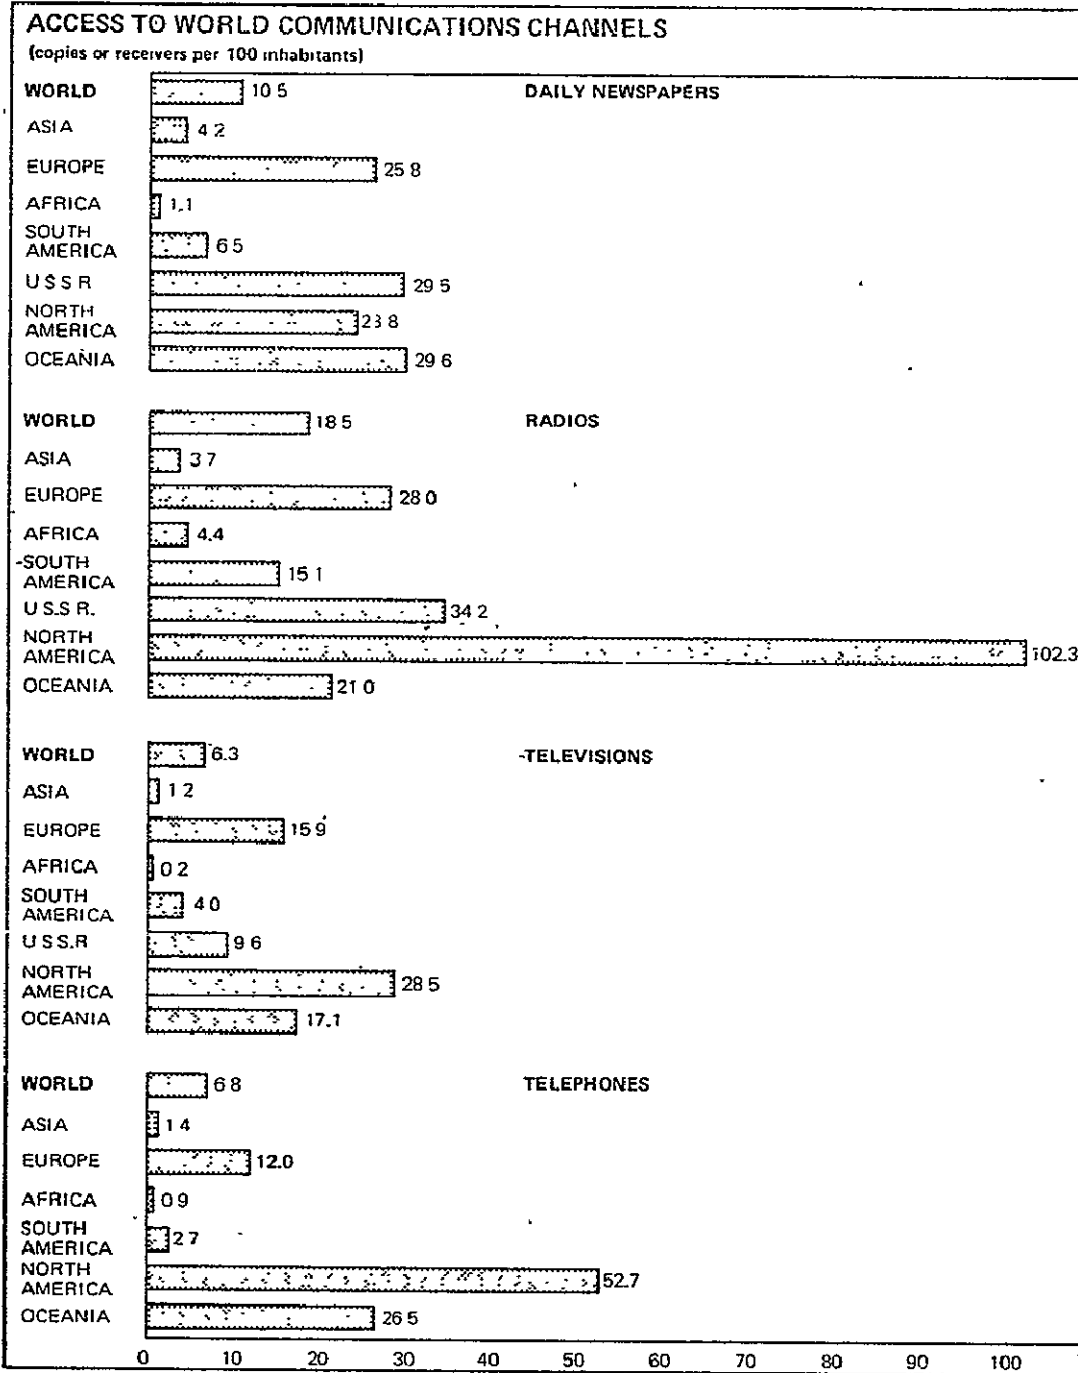 ACCESS TO WORLD COMMUNICATIONS CHANNELS
(copies or receivers per 100 inhabitants)
DAILY NEWSPAPERS
WORLD 10 5
ASIA 4 2
EUROPE 25 8
AFRICA 1.1
SOUTH
AMERICA 6 5
U S S R 29 5
NORTH
AMERICA 23 8
OCEANIA 29 6
RADIOS
WORLD 18 5
ASIA 3 7
EUROPE 28 0
AFRICA 4.4
SOUTH
AMERICA 15 1
U S.S R. 34 2
NORTH
AMERICA 102.3
OCEANIA 21 0
TELEVISIONS
WORLD 6.3
ASIA 1 2
EUROPE 15 9
AFRICA 0 2
SOUTH
AMERICA 4 0
U S S.R 9 6
NORTH
AMERICA 28 5
OCEANIA 17.1
TELEPHONES
WORLD 6 8
ASIA 1 4
EUROPE 12.0
AFRICA 0 9
SOUTH
AMERICA 2 7
NORTH
AMERICA 52.7
OCEANIA 26 5
0 10 20 30 40 50 60 70 80 90 100